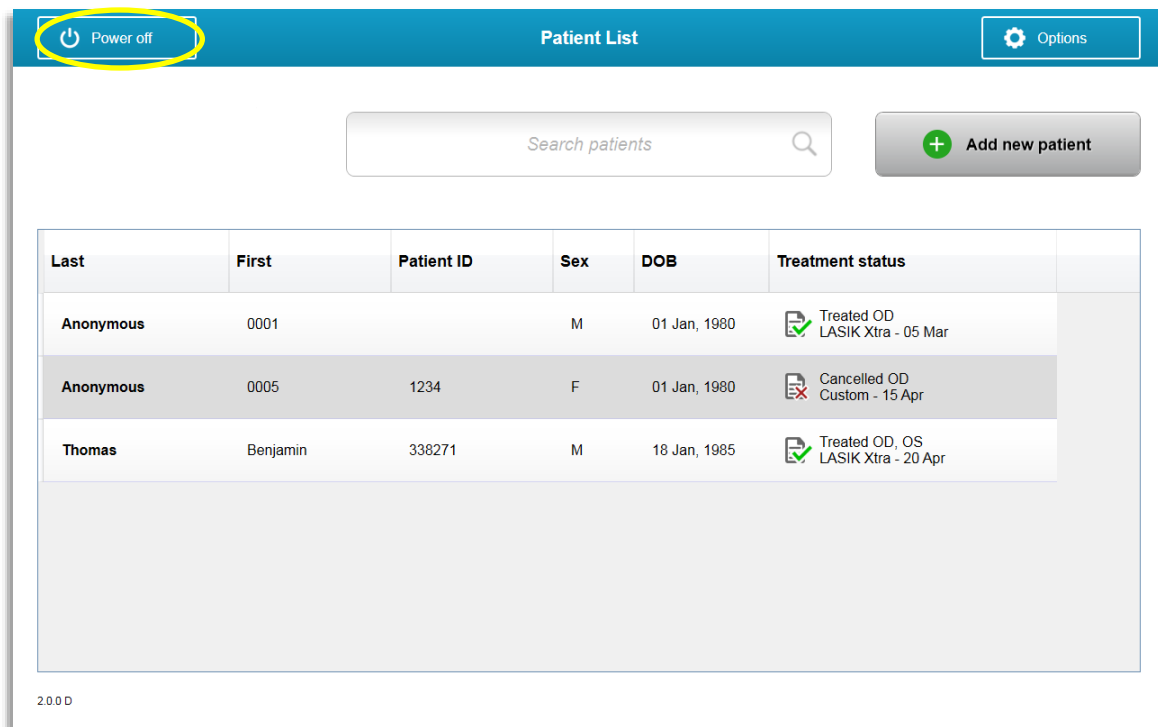 Power off
Patient List
Options
Search patients
Add new patient
Last First Patient ID Sex DOB Treatment status
Anonymous 0001 M 01 Jan, 1980 Treated OD
LASIK Xtra - 05 Mar
Anonymous 0005 1234 F 01 Jan, 1980 Cancelled OD
Custom - 15 Apr
Thomas Benjamin 338271 M 18 Jan, 1985 Treated OD, OS
LASIK Xtra - 20 Apr
2.0.0 D